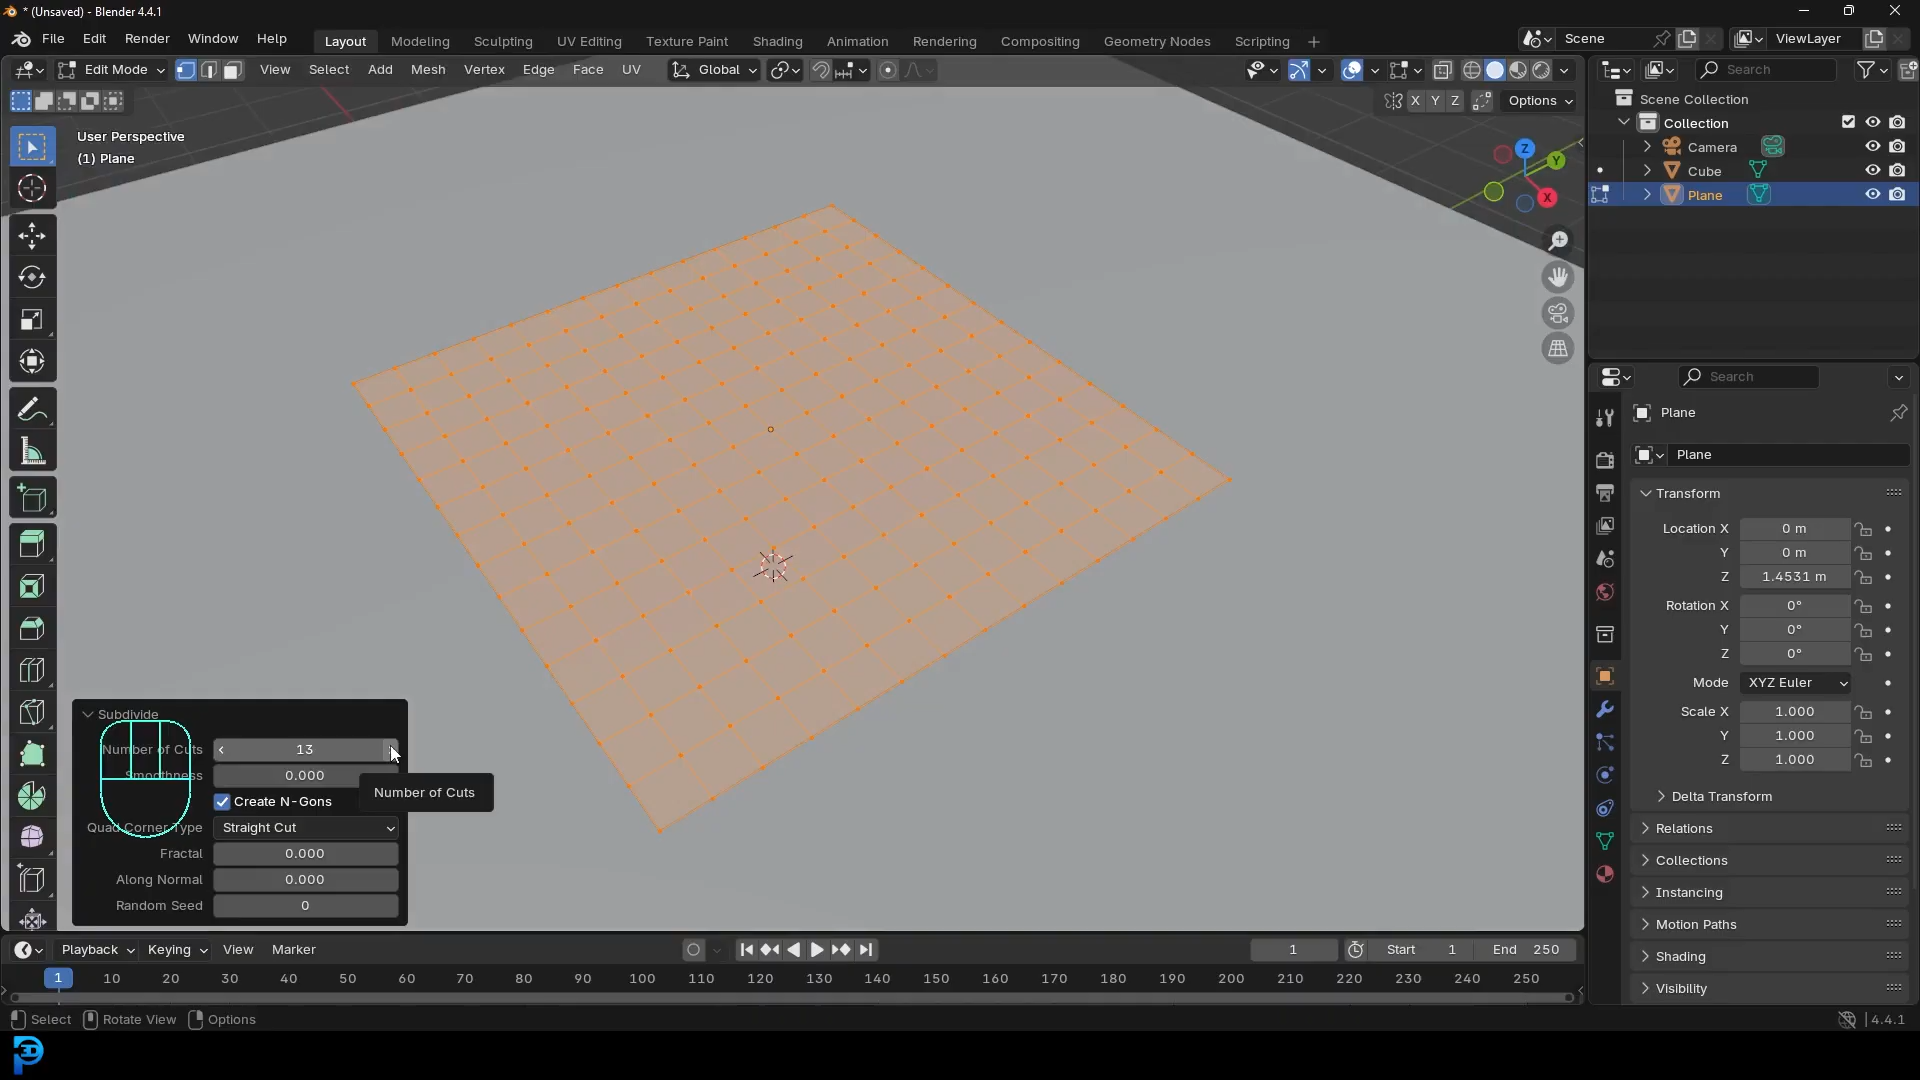 * (Unsaved) - Blender 4.4.1
File Edit Render Window Help
Layout Modeling Sculpting UV Editing Texture Paint Shading Animation Rendering Compositing Geometry Nodes Scripting +
Scene
ViewLayer
Edit Mode View Select Add Mesh Vertex Edge Face UV
Global
Search
X Y Z Options
Scene Collection
Collection
Camera
Cube
Plane
User Perspective
(1) Plane
Z
Y
X
Search
Plane
Plane
Transform
Location X 0 m
Y 0 m
Z 1.4531 m
Rotation X 0°
Y 0°
Z 0°
Mode XYZ Euler
Scale X 1.000
Y 1.000
Z 1.000
Delta Transform
Relations
Collections
Instancing
Motion Paths
Shading
Visibility
Subdivide
Number of Cuts 13
Smoothness 0.000
Number of Cuts
Create N-Gons
Quad Corner Type Straight Cut
Fractal 0.000
Along Normal 0.000
Random Seed 0
Playback Keying View Marker
1 Start 1 End 250
1 10 20 30 40 50 60 70 80 90 100 110 120 130 140 150 160 170 180 190 200 210 220 230 240 250
Select Rotate View Options
4.4.1